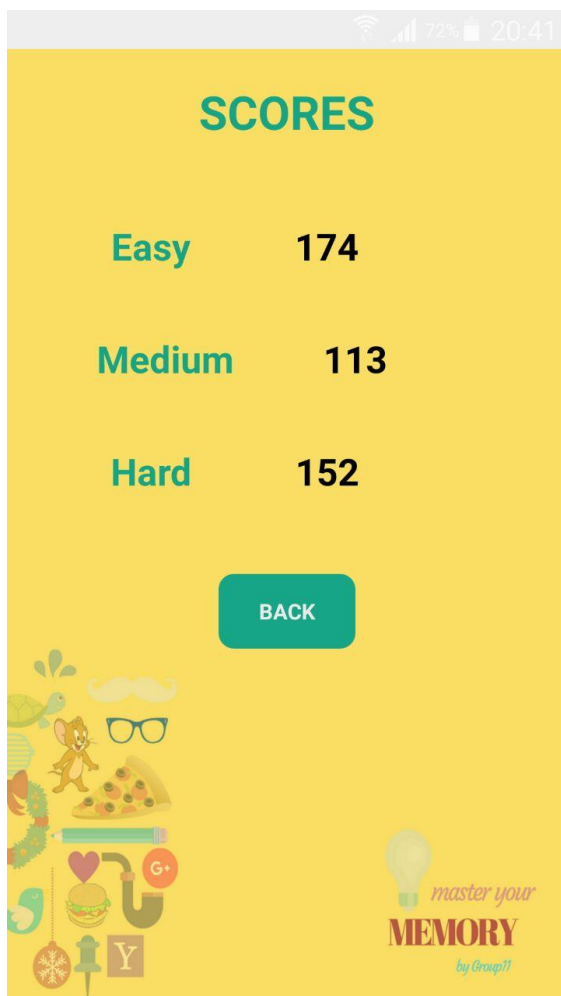 72% 20:41
SCORES
Easy 174
Medium 113
Hard 152
BACK
G+
Y
master your
MEMORY
by Group11